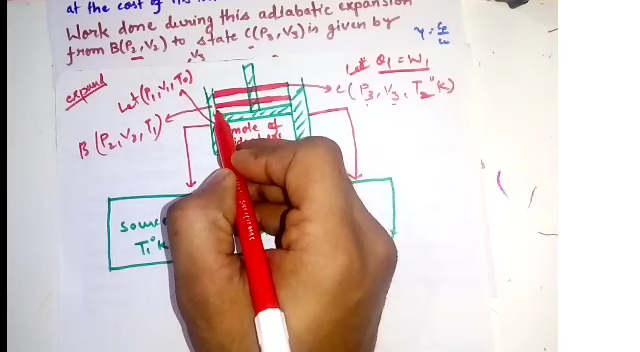 at the cost of its
Work done during this adiabatic expansion
from B(P2, V2) to state C(P3, V3) is given by
γ = Cp/Cv
V3
expand
Let (P1, V1, T0)
Let Q1 = W1
C (P3, V3, T2°K)
B (P2, V2, T1)
mole of
T1°K